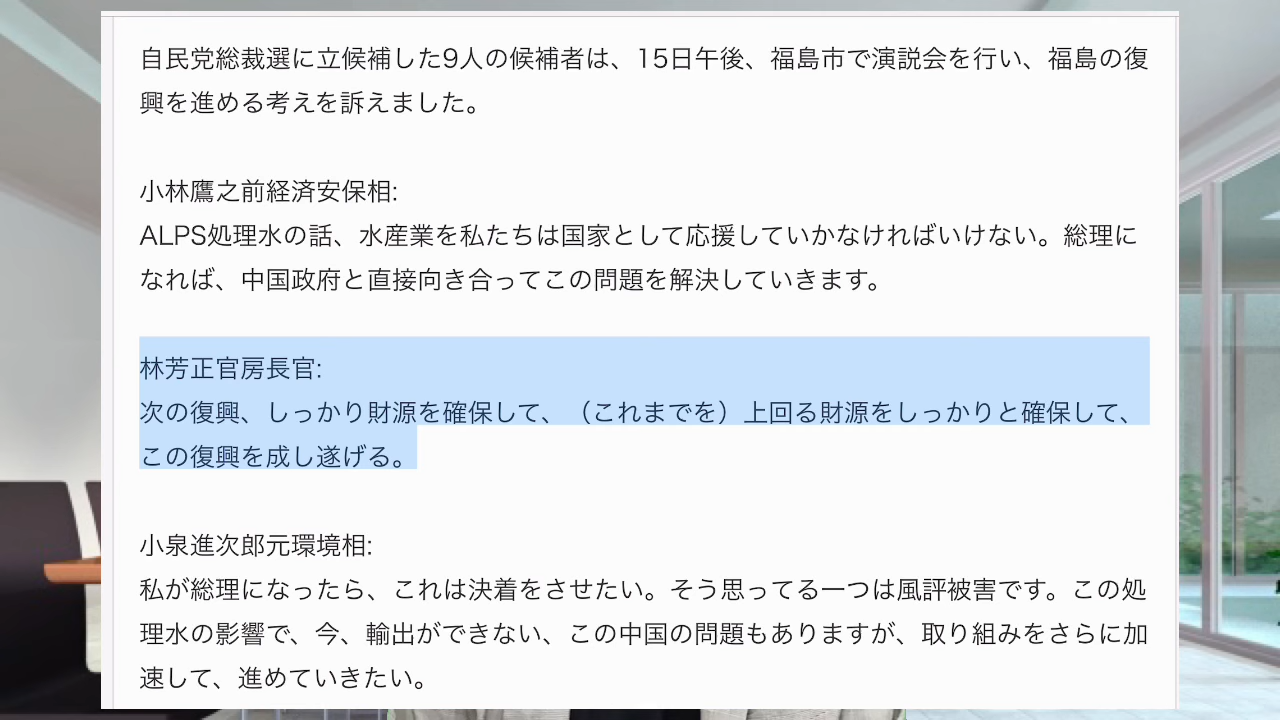 自民党総裁選に立候補した9人の候補者は、15日午後、福島市で演説会を行い、福島の復
興を進める考えを訴えました。
小林鷹之前経済安保相:
ALPS処理水の話、水産業を私たちは国家として応援していかなければいけない。総理に
なれば、中国政府と直接向き合ってこの問題を解決していきます。
林芳正官房長官:
次の復興、しっかり財源を確保して、（これまでを）上回る財源をしっかりと確保して、
この復興を成し遂げる。
小泉進次郎元環境相:
私が総理になったら、これは決着をさせたい。そう思ってる一つは風評被害です。この処
理水の影響で、今、輸出ができない、この中国の問題もありますが、取り組みをさらに加
速して、進めていきたい。